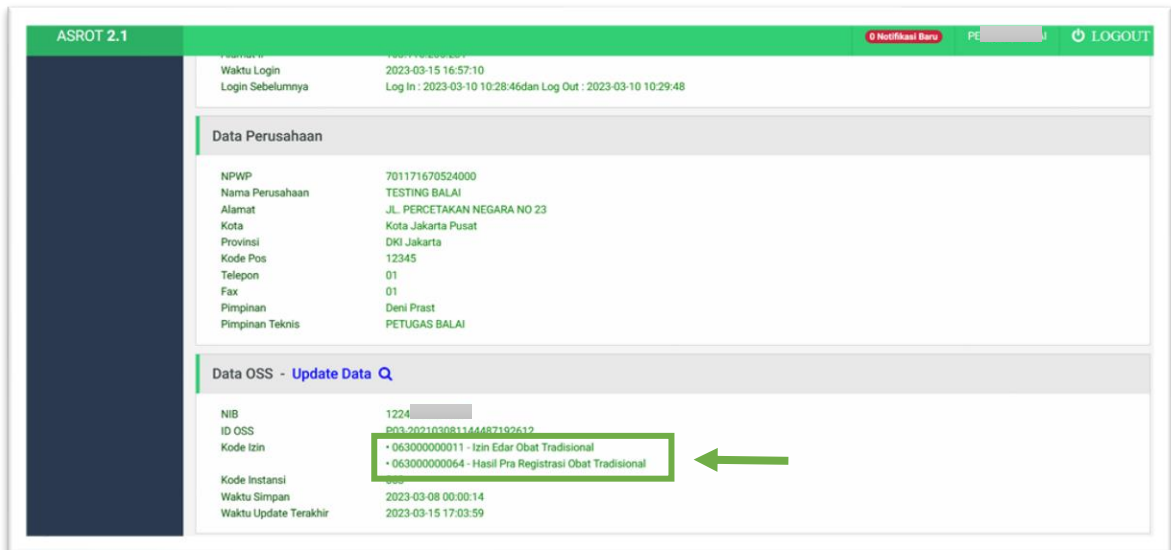 ASROT 2.1 0 Notifikasi Baru PE LOGOUT
Waktu Login 2023-03-15 16:57:10
Login Sebelumnya Log In : 2023-03-10 10:28:46dan Log Out : 2023-03-10 10:29:48
Data Perusahaan
NPWP 701171670524000
Nama Perusahaan TESTING BALAI
Alamat JL. PERCETAKAN NEGARA NO 23
Kota Kota Jakarta Pusat
Provinsi DKI Jakarta
Kode Pos 12345
Telepon 01
Fax 01
Pimpinan Deni Prast
Pimpinan Teknis PETUGAS BALAI
Data OSS - Update Data
NIB 1224
ID OSS P03-202103081144487192612
Kode Izin • 063000000011 - Izin Edar Obat Tradisional
• 063000000064 - Hasil Pra Registrasi Obat Tradisional
Kode Instansi
Waktu Simpan 2023-03-08 00:00:14
Waktu Update Terakhir 2023-03-15 17:03:59